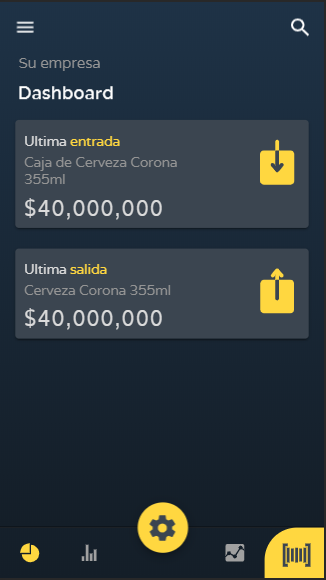 Su empresa
Dashboard
Ultima entrada
Caja de Cerveza Corona
355ml
$40,000,000
Ultima salida
Cerveza Corona 355ml
$40,000,000